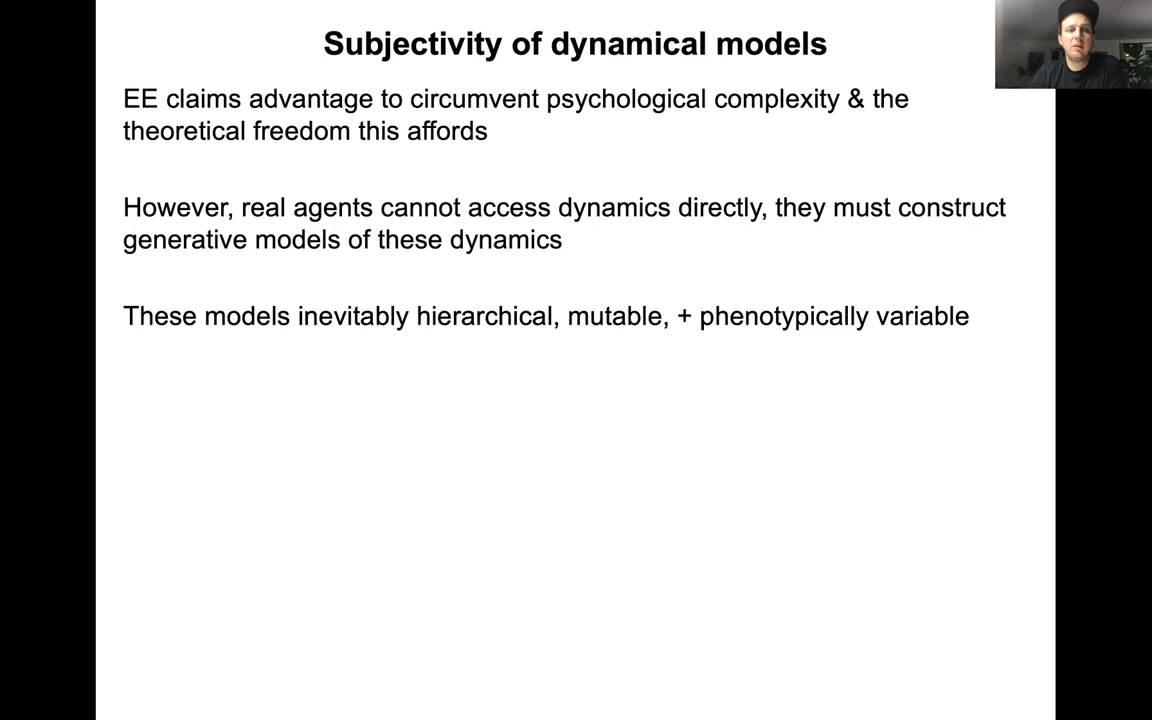 Subjectivity of dynamical models
EE claims advantage to circumvent psychological complexity & the
theoretical freedom this affords
However, real agents cannot access dynamics directly, they must construct
generative models of these dynamics
These models inevitably hierarchical, mutable, + phenotypically variable